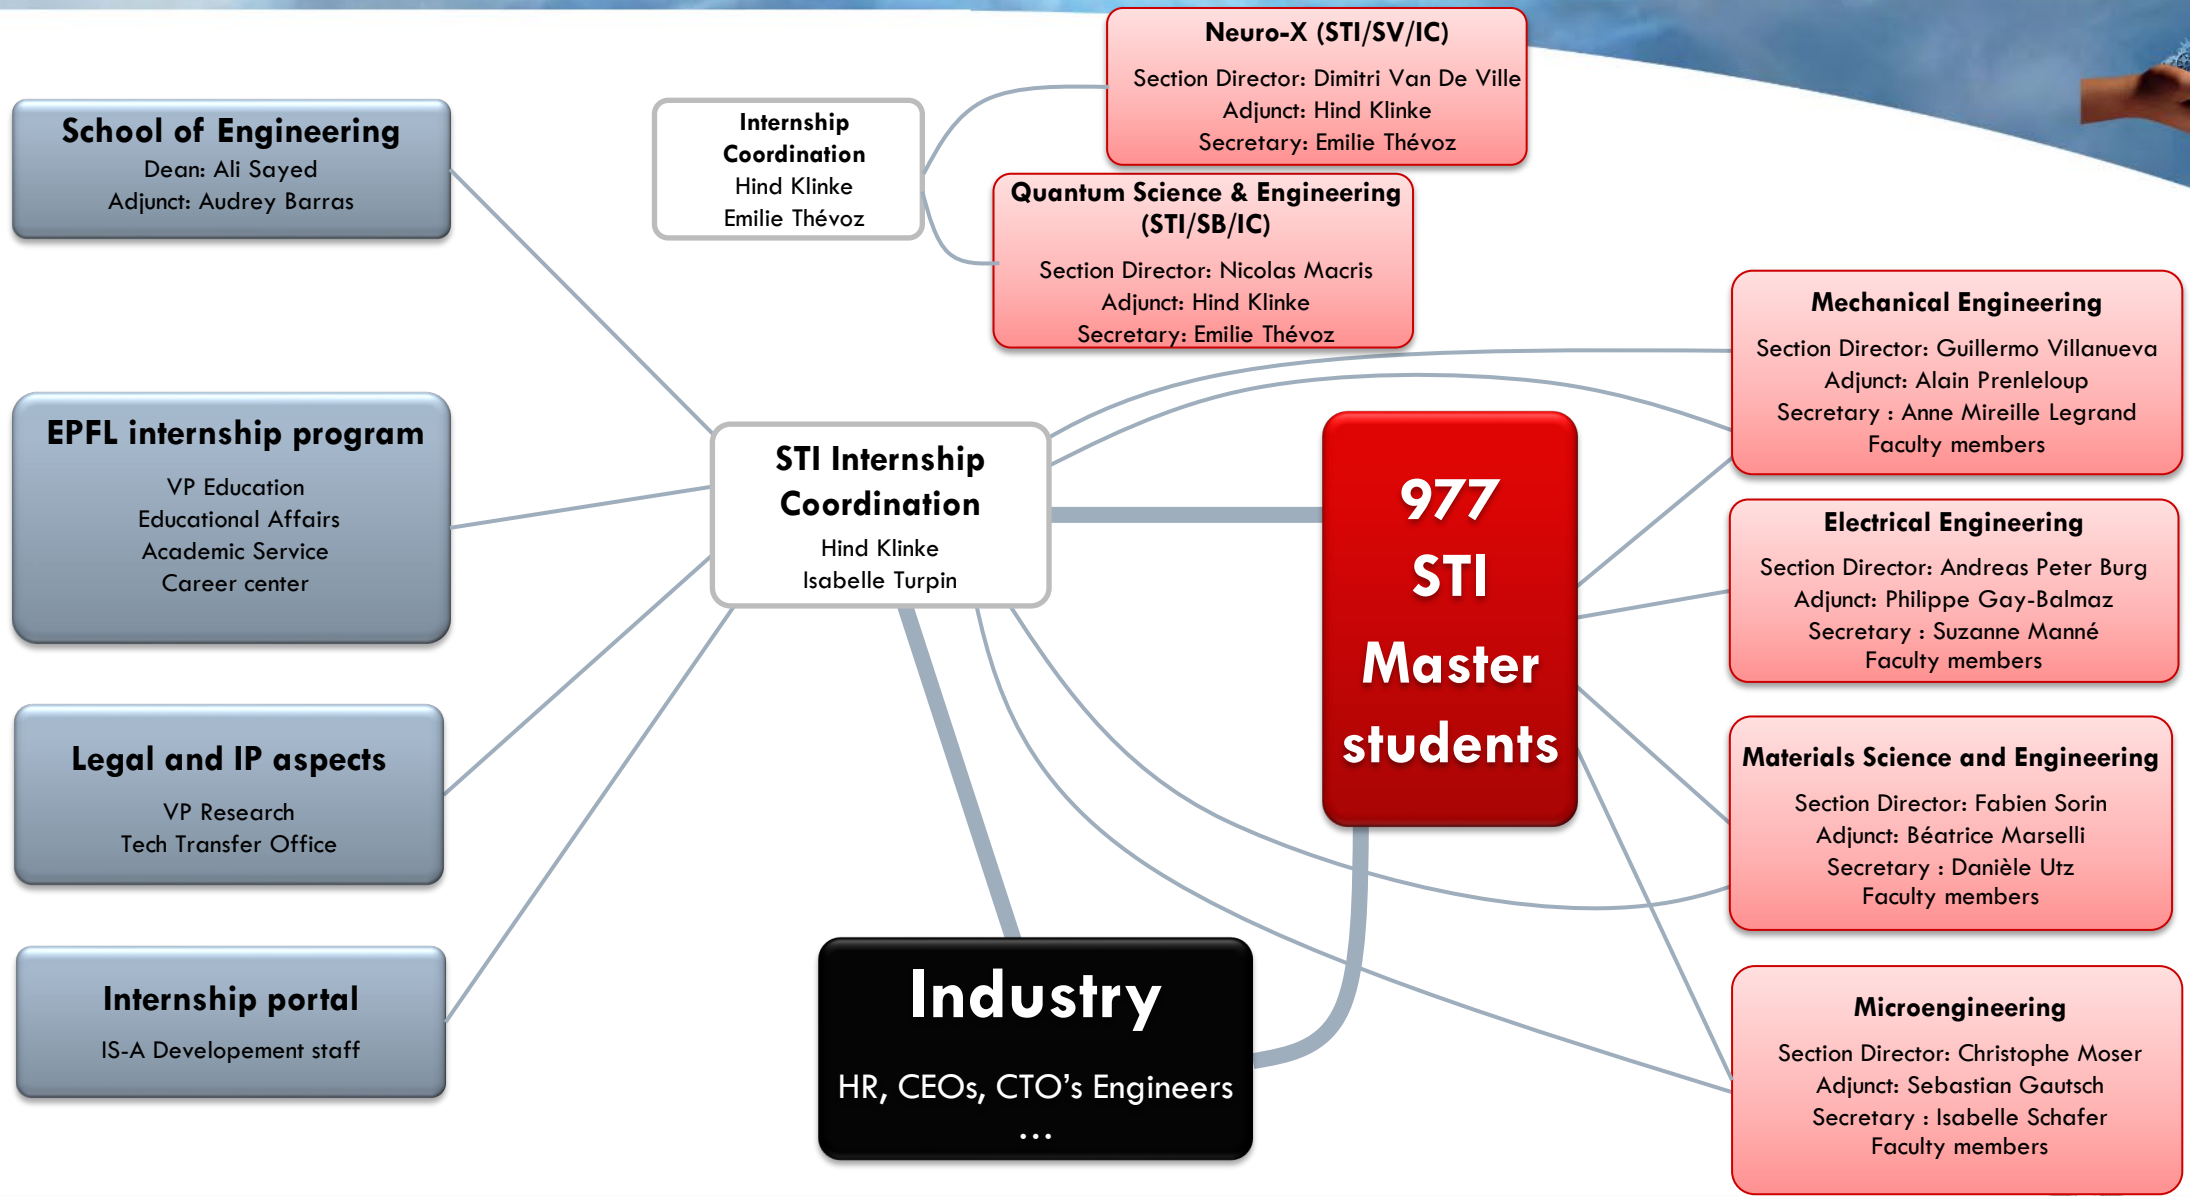 School of Engineering
Dean: Ali Sayed
Adjunct: Audrey Barras
EPFL internship program
VP Education
Educational Affairs
Academic Service
Career center
Legal and IP aspects
VP Research
Tech Transfer Office
Internship portal
IS-A Developement staff
Internship
Coordination
Hind Klinke
Emilie Thévoz
Neuro-X (STI/SV/IC)
Section Director: Dimitri Van De Ville
Adjunct: Hind Klinke
Secretary: Emilie Thévoz
Quantum Science & Engineering
(STI/SB/IC)
Section Director: Nicolas Macris
Adjunct: Hind Klinke
Secretary: Emilie Thévoz
STI Internship
Coordination
Hind Klinke
Isabelle Turpin
977
STI
Master
students
Industry
HR, CEOs, CTO’s Engineers
…
Mechanical Engineering
Section Director: Guillermo Villanueva
Adjunct: Alain Prenleloup
Secretary : Anne Mireille Legrand
Faculty members
Electrical Engineering
Section Director: Andreas Peter Burg
Adjunct: Philippe Gay-Balmaz
Secretary : Suzanne Manné
Faculty members
Materials Science and Engineering
Section Director: Fabien Sorin
Adjunct: Béatrice Marselli
Secretary : Danièle Utz
Faculty members
Microengineering
Section Director: Christophe Moser
Adjunct: Sebastian Gautsch
Secretary : Isabelle Schafer
Faculty members